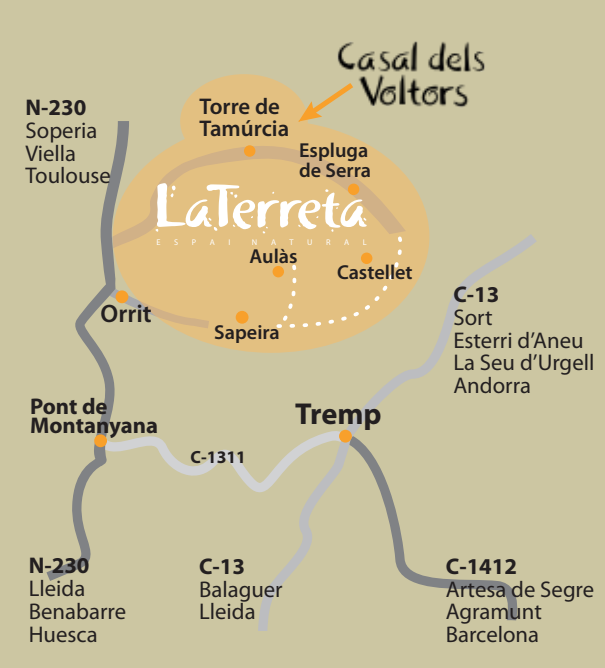 Casal dels
Voltors
N-230
Soperia
Viella
Toulouse
Torre de
Tamúrcia
Espluga
de Serra
LaTerreta
ESPAI NATURAL
Aulàs
Castellet
Orrit
Sapeira
C-13
Sort
Esterri d’Aneu
La Seu d’Urgell
Andorra
Pont de
Montanyana
Tremp
C-1311
N-230
Lleida
Benabarre
Huesca
C-13
Balaguer
Lleida
C-1412
Artesa de Segre
Agramunt
Barcelona